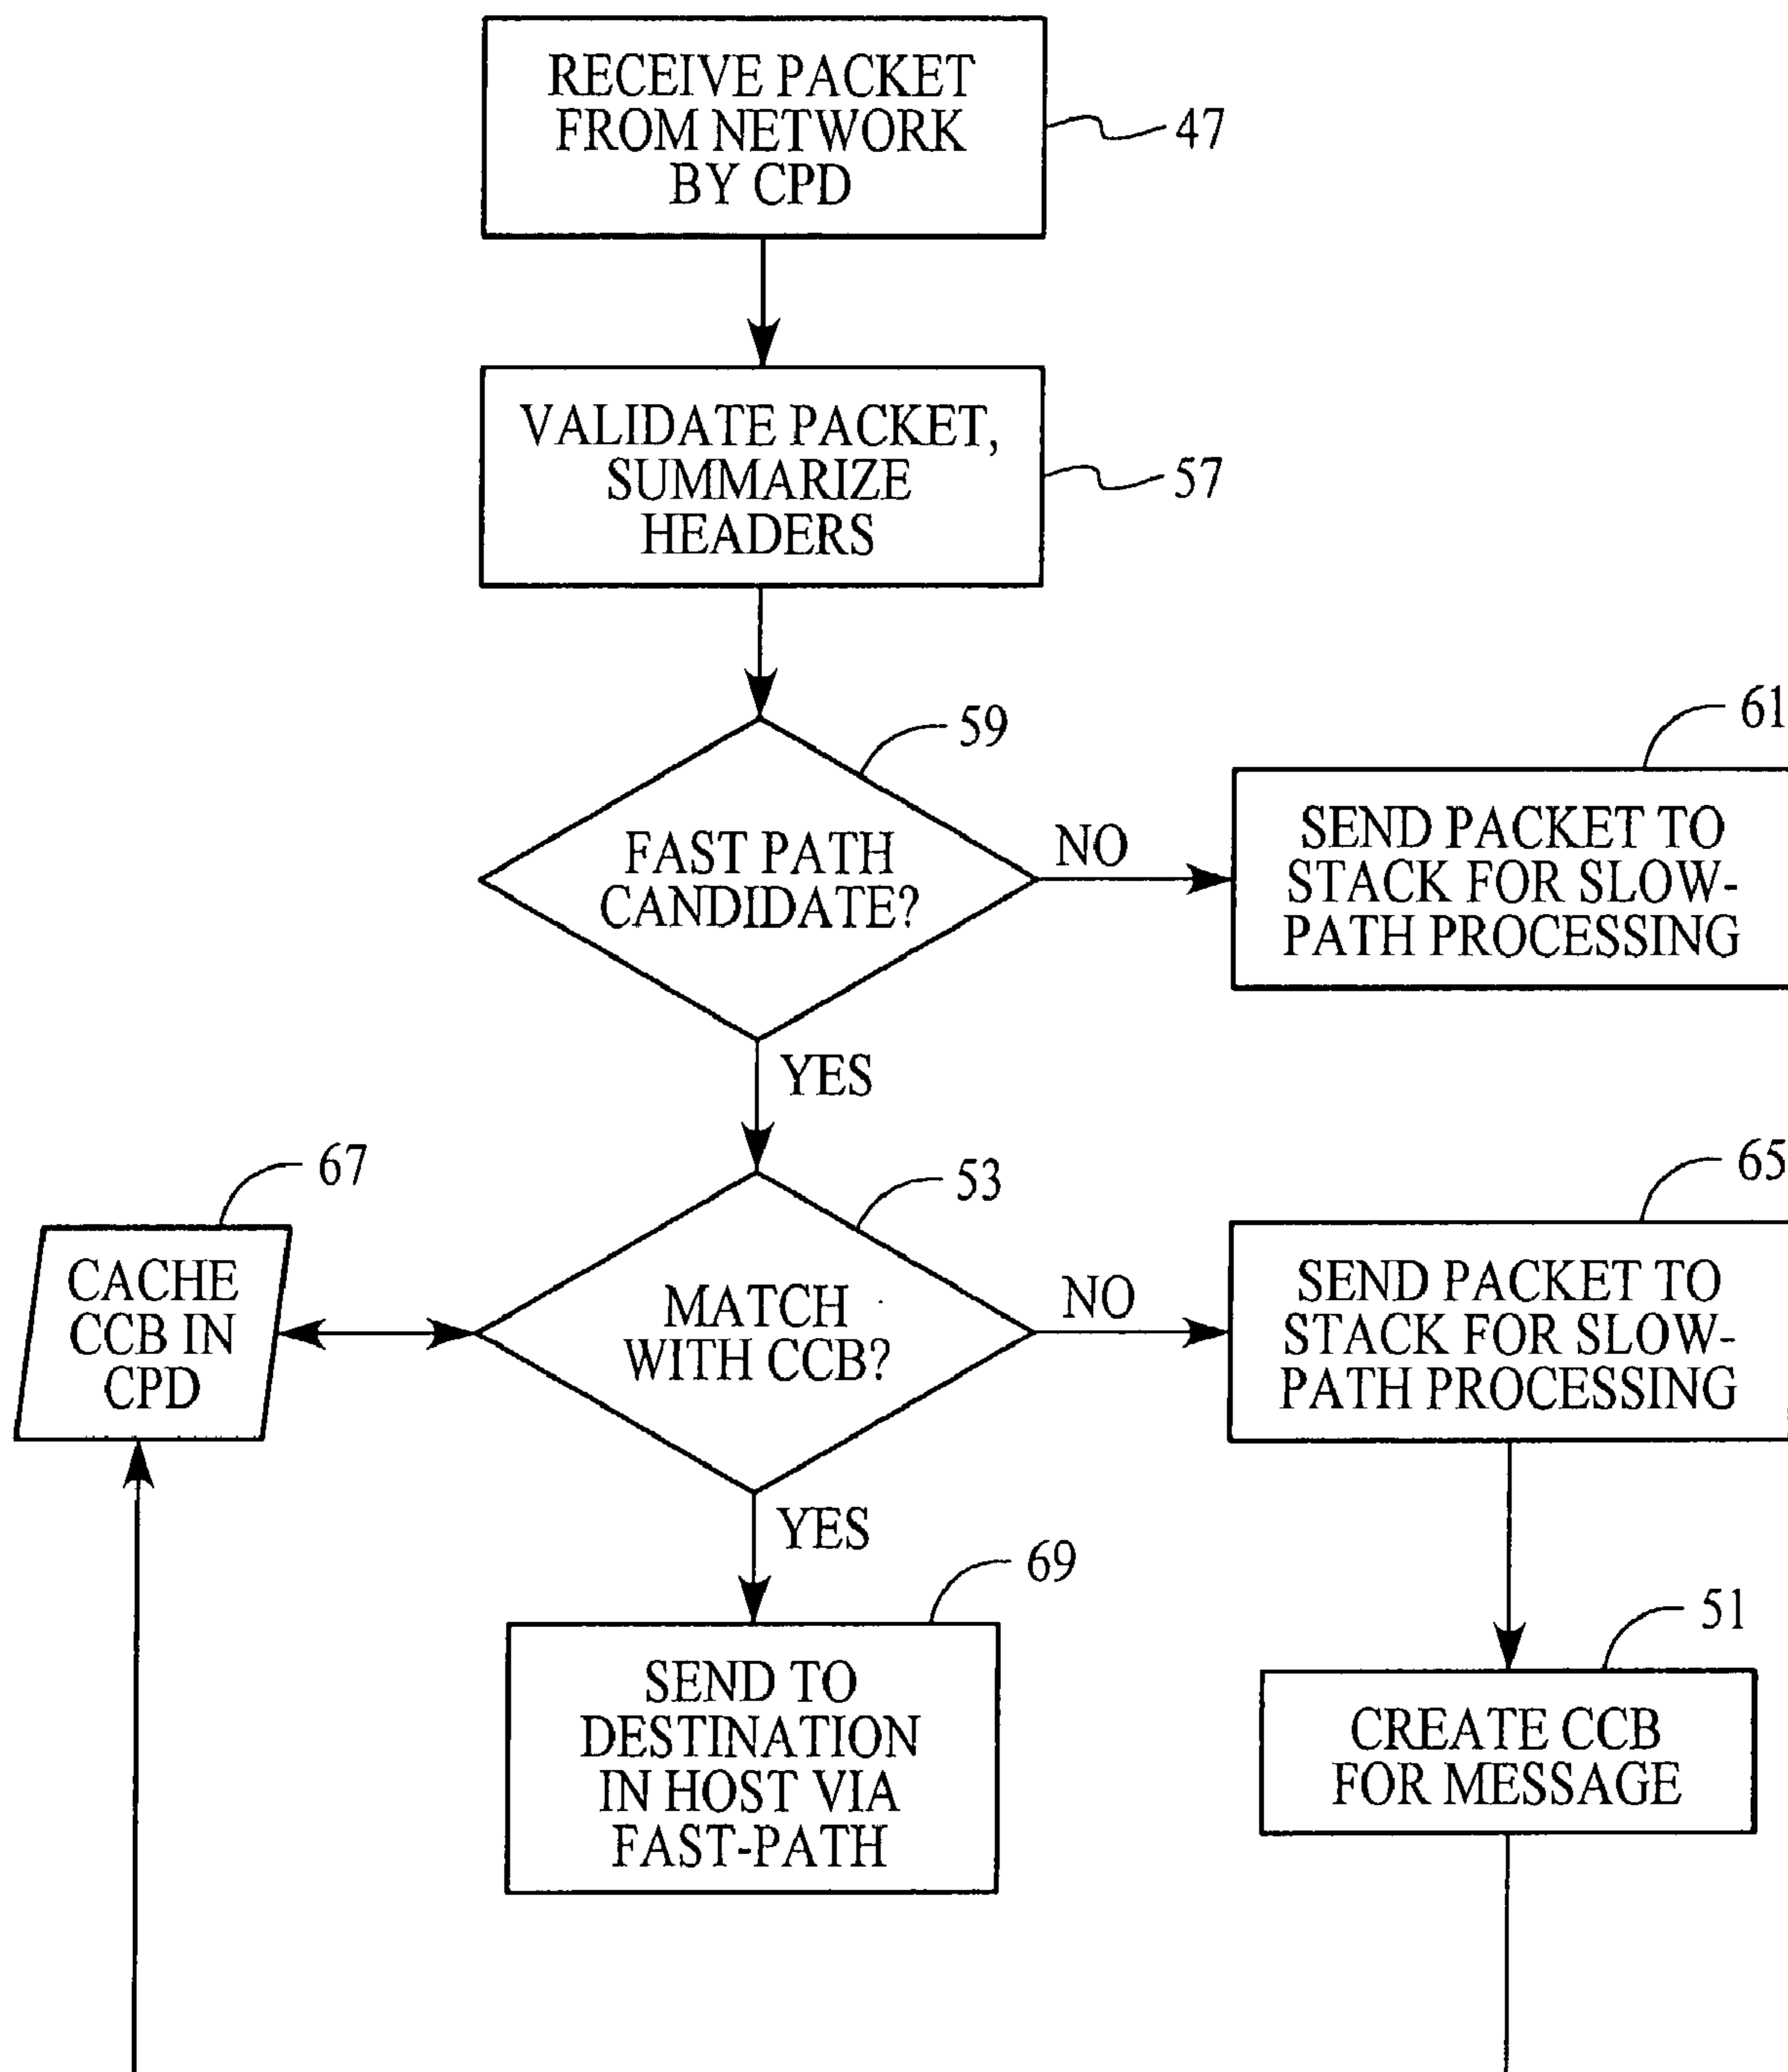 RECEIVE PACKET
FROM NETWORK
BY CPD
47
VALIDATE PACKET,
SUMMARIZE
HEADERS
57
59
FAST PATH
CANDIDATE?
NO
61
SEND PACKET TO
STACK FOR SLOW-
PATH PROCESSING
YES
67
CACHE
CCB IN
CPD
53
MATCH
WITH CCB?
NO
65
SEND PACKET TO
STACK FOR SLOW-
PATH PROCESSING
YES
69
SEND TO
DESTINATION
IN HOST VIA
FAST-PATH
51
CREATE CCB
FOR MESSAGE